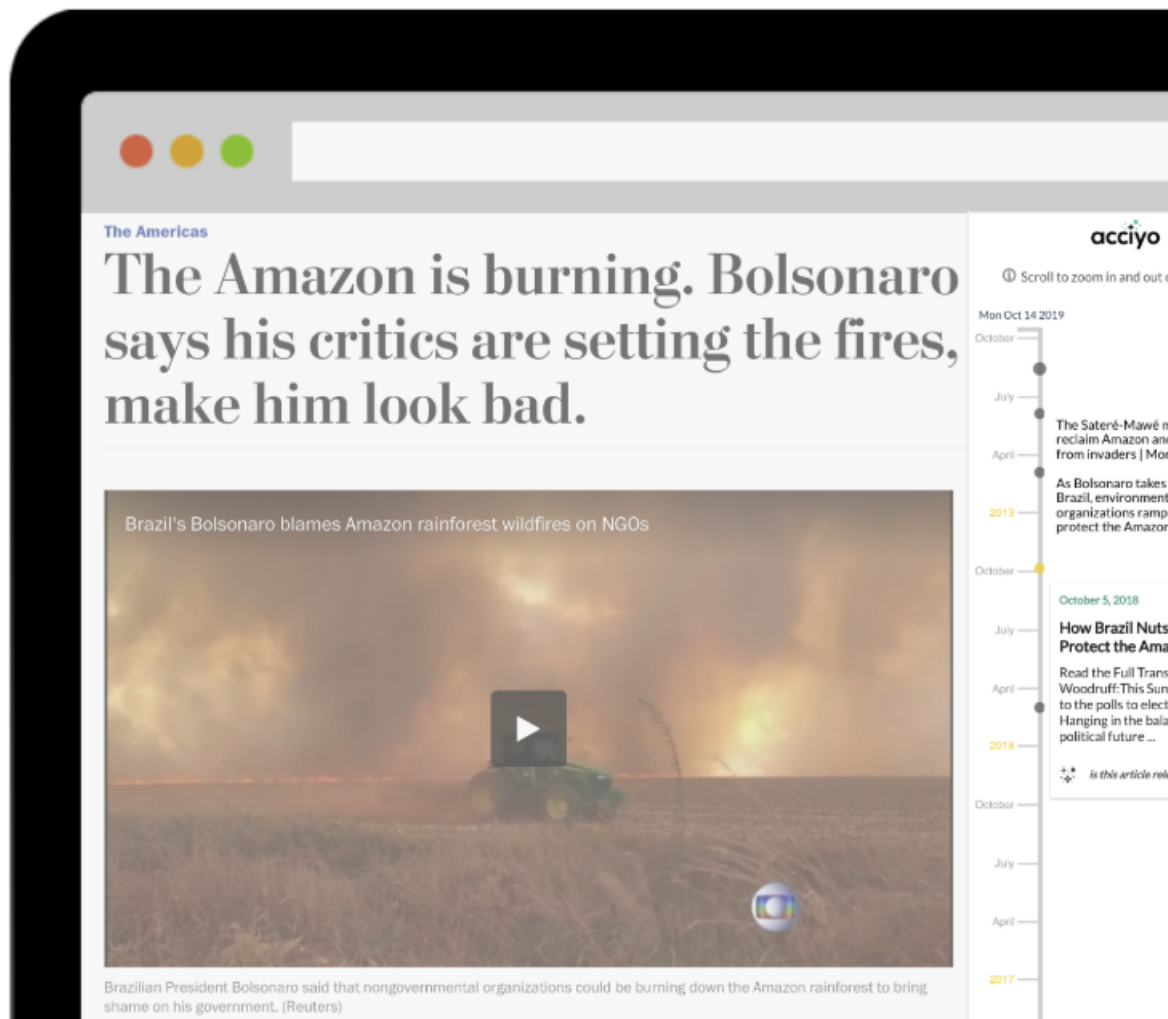 The Americas
The Amazon is burning. Bolsonaro
says his critics are setting the fires,
make him look bad.
Brazil's Bolsonaro blames Amazon rainforest wildfires on NGOs
Brazilian President Bolsonaro said that nongovernmental organizations could be burning down the Amazon rainforest to bring
shame on his government. (Reuters)
acciyo
Scroll to zoom in and out
Mon Oct 14 2019
October
July
April
2019
October
July
April
2018
October
July
April
2017
The Sateré-Mawé
reclaim Amazon
from invaders |
As Bolsonaro takes
Brazil,
organizations
protect the
October 5, 2018
How Brazil Nuts
Protect the
Read the Full
Woodruff:This
to the polls to elect
Hanging in the
political future ...
is this article